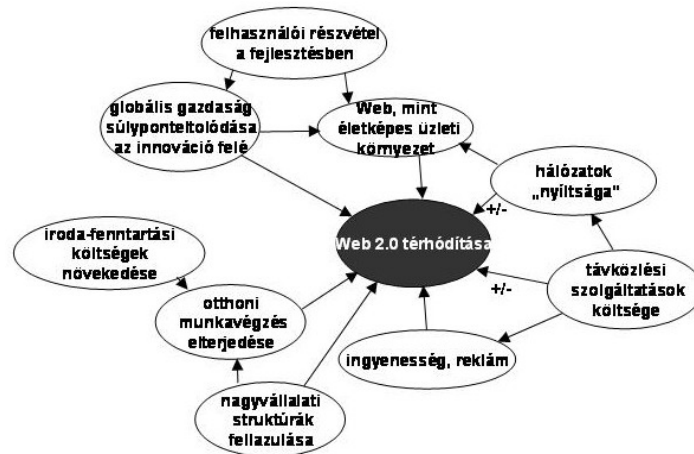 felhasználói részvétel
a fejlesztésben
globális gazdaság
súlyponteltolódása
az innováció felé
Web, mint
életképes üzleti
környezet
hálózatok
„nyíltsága"
+/-
iroda-fenntartási
költségek
növekedése
Web 2.0 térhódítása
távközlési
szolgáltatások
költsége
+/-
otthoni
munkavégzés
elterjedése
ingyenesség, reklám
nagyvállalati
struktúrák
fellazulása